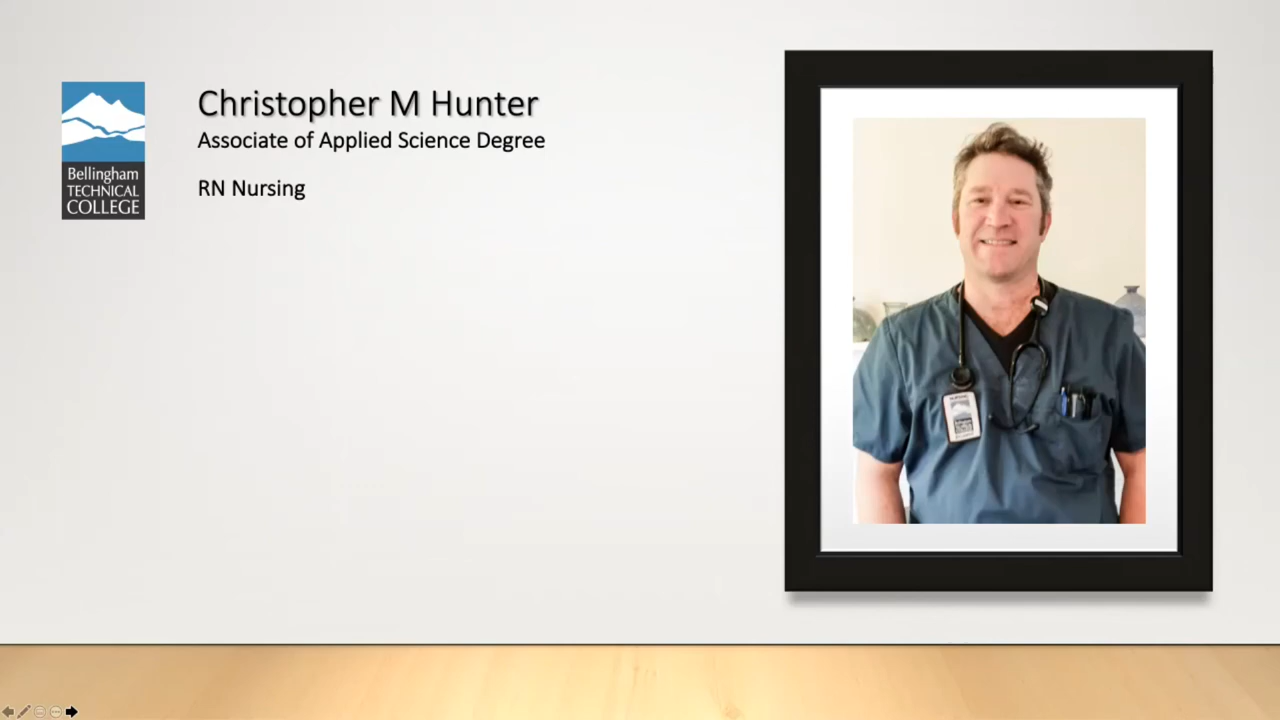 Christopher M Hunter
Associate of Applied Science Degree
RN Nursing
Bellingham
TECHNICAL
COLLEGE